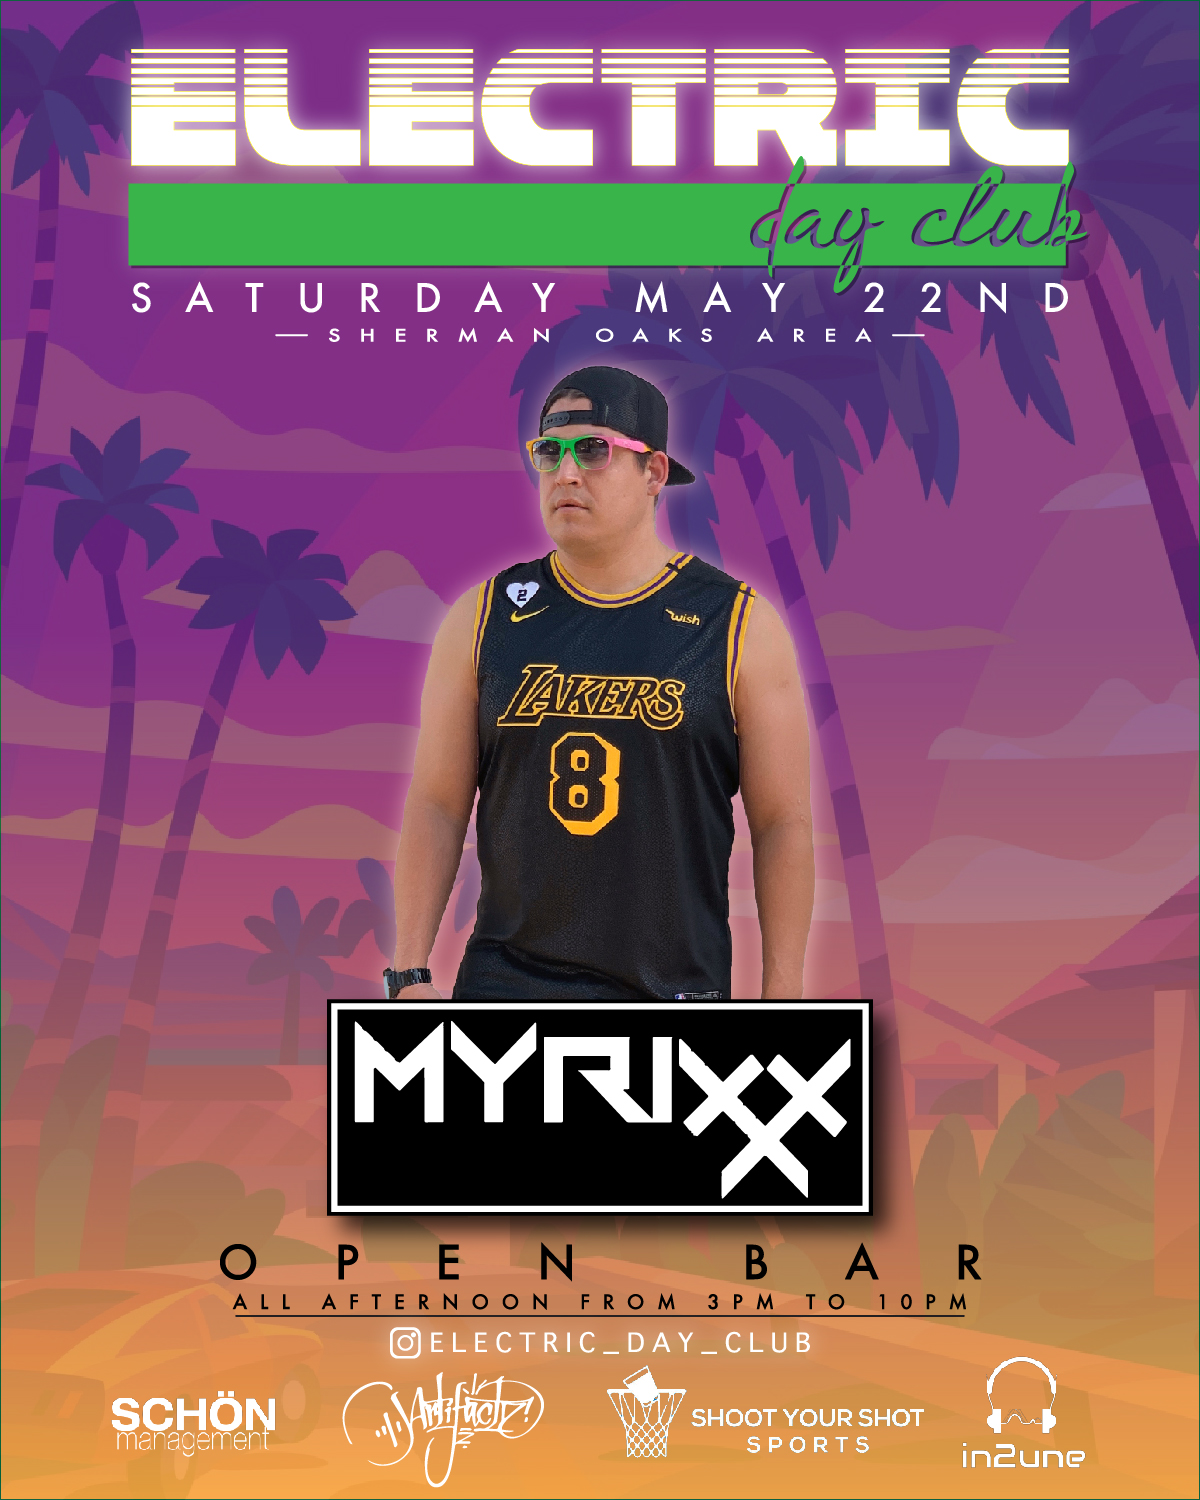 ELECTRIC
day club
SATURDAY MAY 22ND
— SHERMAN OAKS AREA —
2
wish
LAKERS
8
MYRIXX
OPEN BAR
ALL AFTERNOON FROM 3PM TO 10PM
ELECTRIC_DAY_CLUB
SCHÖN
management
Artifactz!
SHOOT YOUR SHOT
SPORTS
in2une